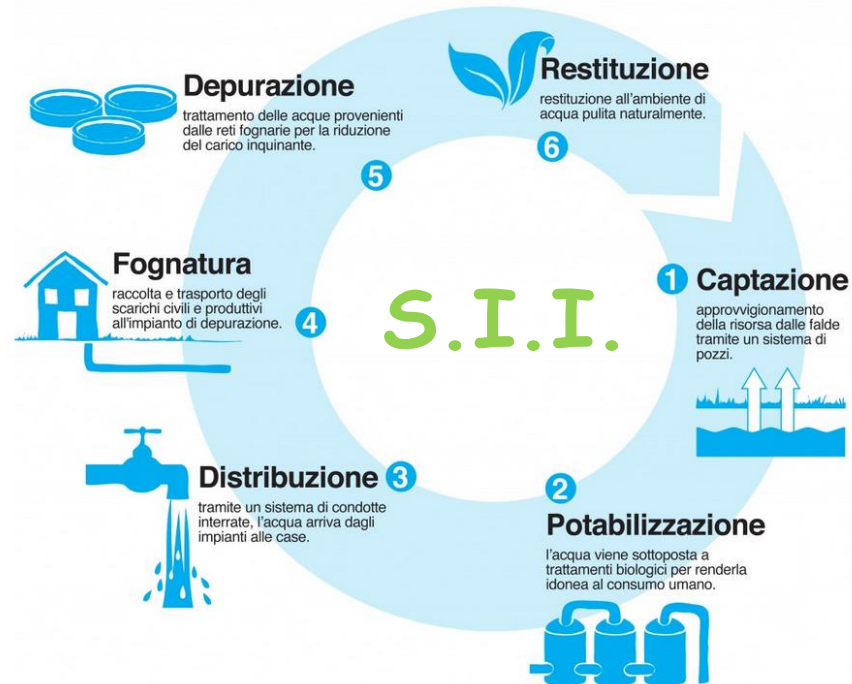 Depurazione
trattamento delle acque provenienti
dalle reti fognarie per la riduzione
del carico inquinante.
5
Restituzione
restituzione all'ambiente di
acqua pulita naturalmente.
6
Fognatura
raccolta e trasporto degli
scarichi civili e produttivi
all'impianto di depurazione.
4
S.I.I.
1 Captazione
approvvigionamento
della risorsa dalle falde
tramite un sistema di
pozzi.
Distribuzione 3
tramite un sistema di condotte
interrate, l'acqua arriva dagli
impianti alle case.
2
Potabilizzazione
l'acqua viene sottoposta a
trattamenti biologici per renderla
idonea al consumo umano.